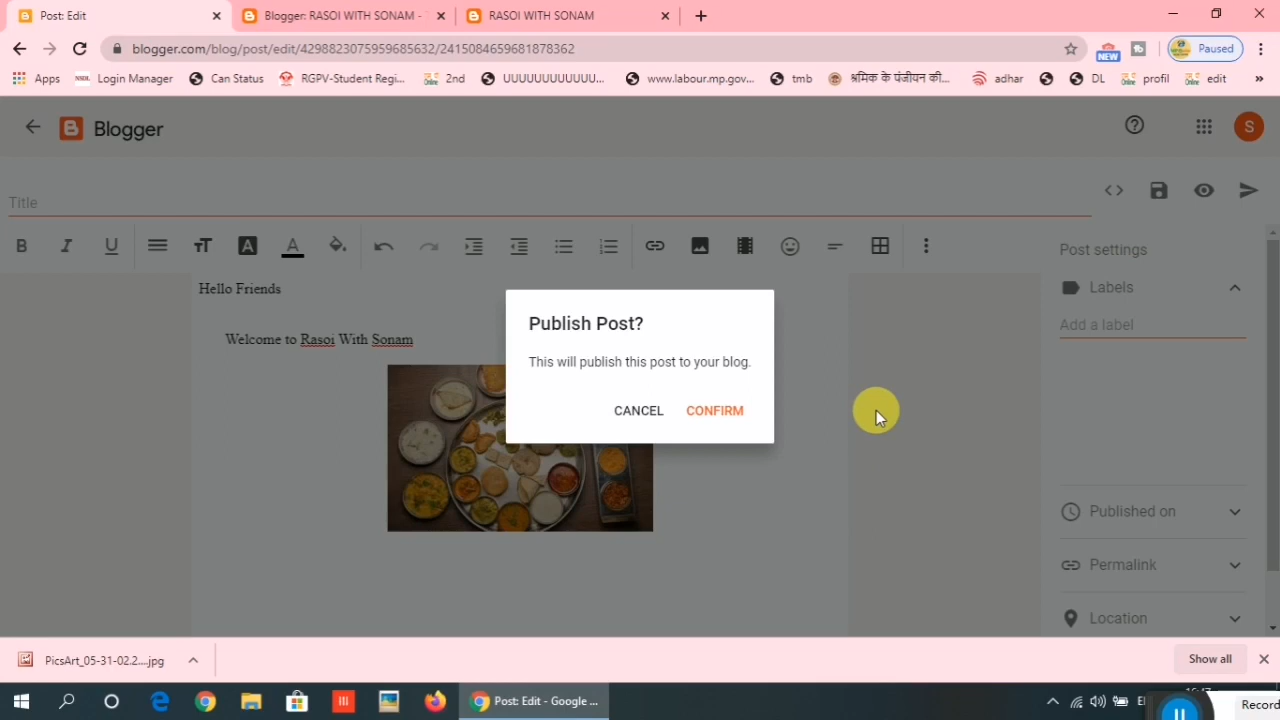 Post: Edit
Blogger: RASOI WITH SONAM -
RASOI WITH SONAM
blogger.com/blog/post/edit/4298823075959685632/2415084659681878362
NEW
Paused
Apps
Login Manager
Can Status
RGPV-Student Regi...
2nd
UUUUUUUUUUUU...
www.labour.mp.gov...
tmb
श्रमिक के पंजीयन की...
adhar
DL
profil
edit
Blogger
S
Title
Post settings
Labels
Add a label
Hello Friends
Welcome to Rasoi With Sonam
Publish Post?
This will publish this post to your blog.
CANCEL
CONFIRM
Published on
Permalink
Location
PicsArt_05-31-02.2....jpg
Show all
Post: Edit - Google ...
Record